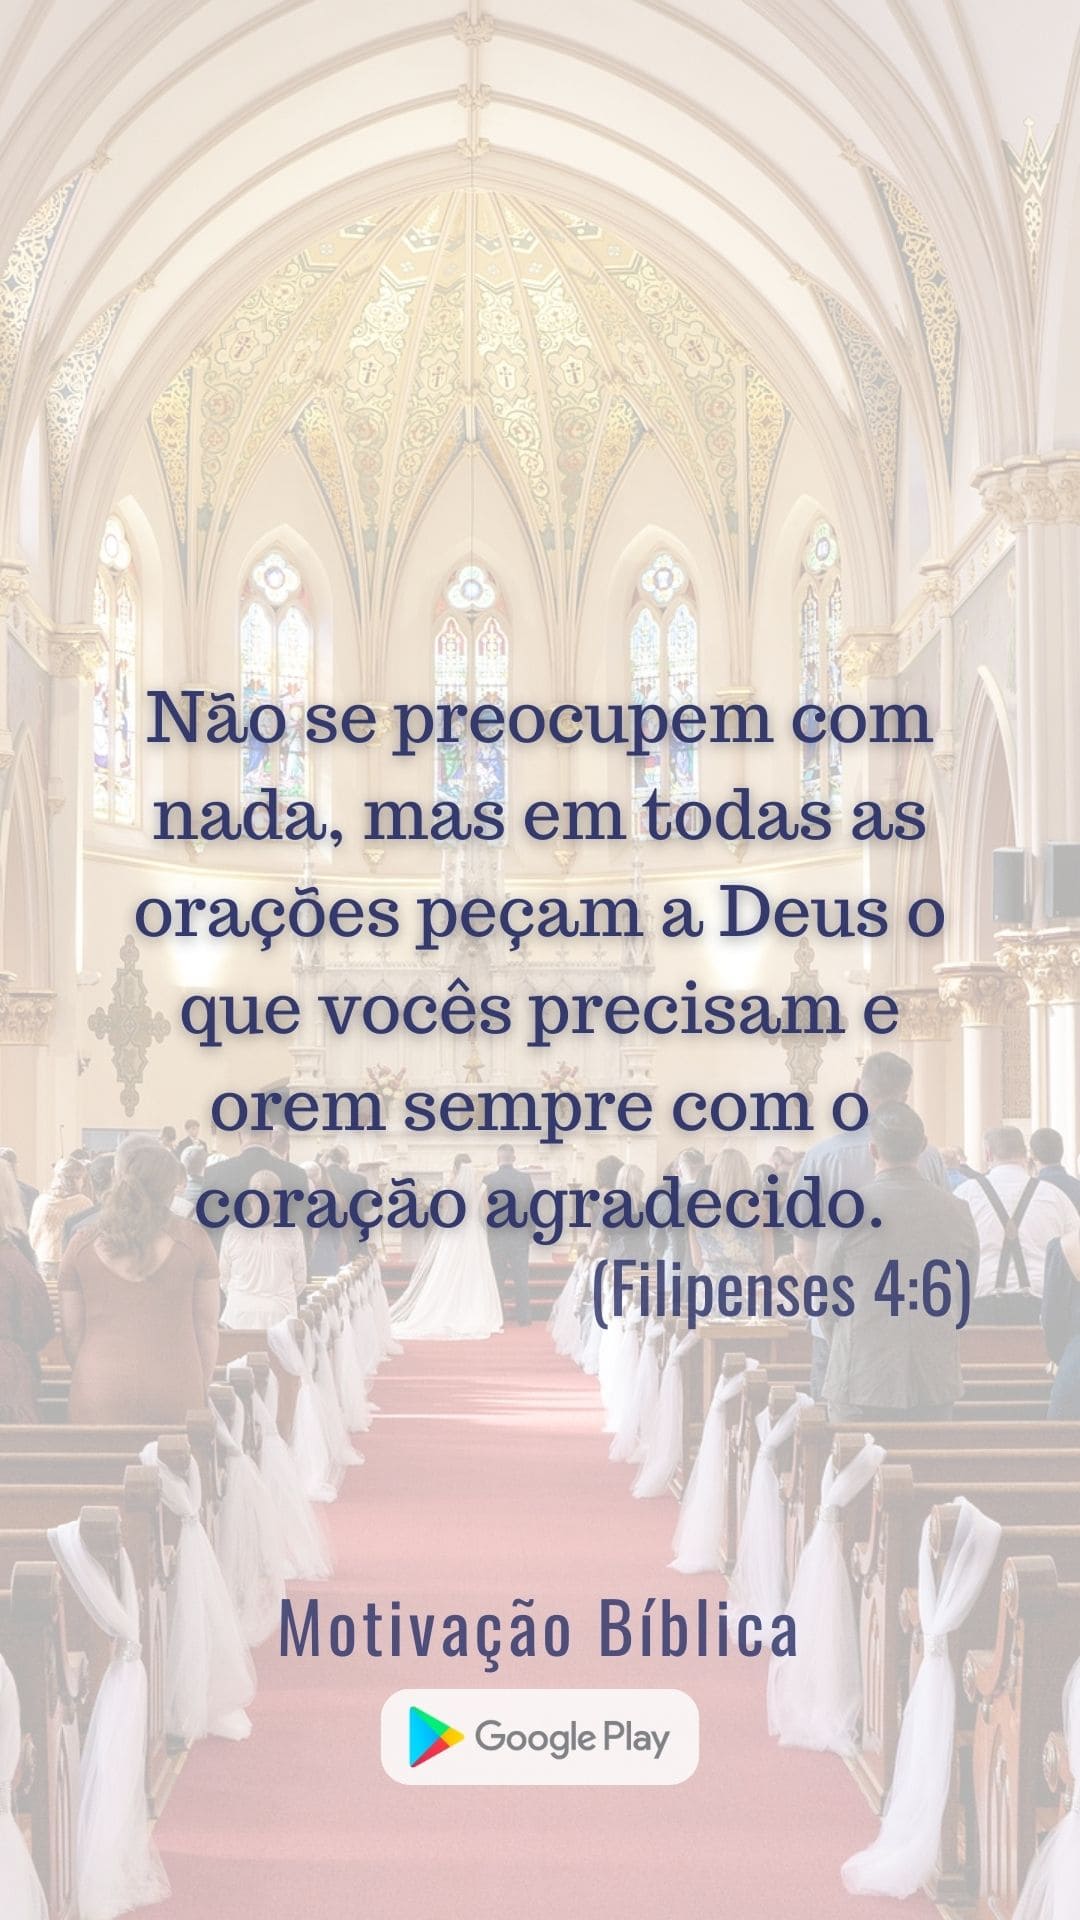 Não se preocupem com
nada, mas em todas as
orações peçam a Deus o
que vocês precisam e
orem sempre com o
coração agradecido.
(Filipenses 4:6)
Motivação Bíblica
Google Play